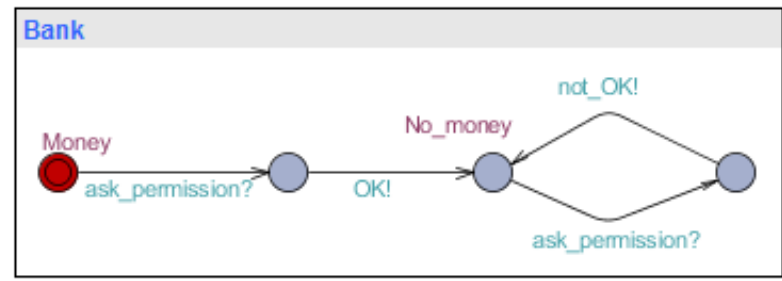 Bank
not_OK!
No_money
Money
ask_permission?
OK!
ask_permission?